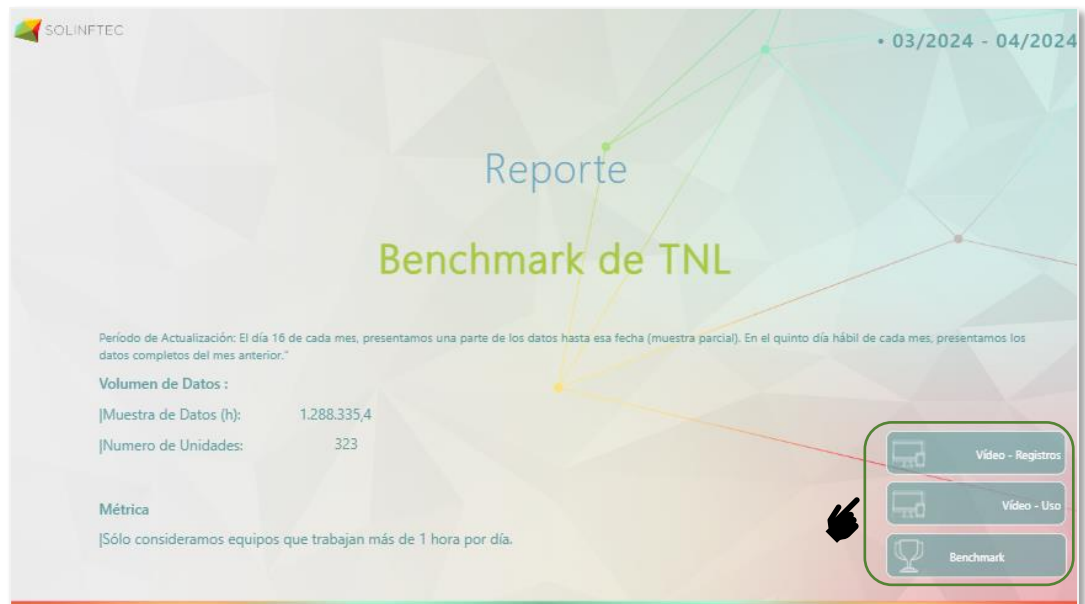 SOLINFTEC
• 03/2024 - 04/2024
Reporte
Benchmark de TNL
Período de Actualización: El día 16 de cada mes, presentamos una parte de los datos hasta esa fecha (muestra parcial). En el quinto día hábil de cada mes, presentamos los
datos completos del mes anterior."
Volumen de Datos :
|Muestra de Datos (h): 1.288.335,4
|Numero de Unidades: 323
Métrica
|Sólo consideramos equipos que trabajan más de 1 hora por día.
Vídeo - Registros
Vídeo - Uso
Benchmark